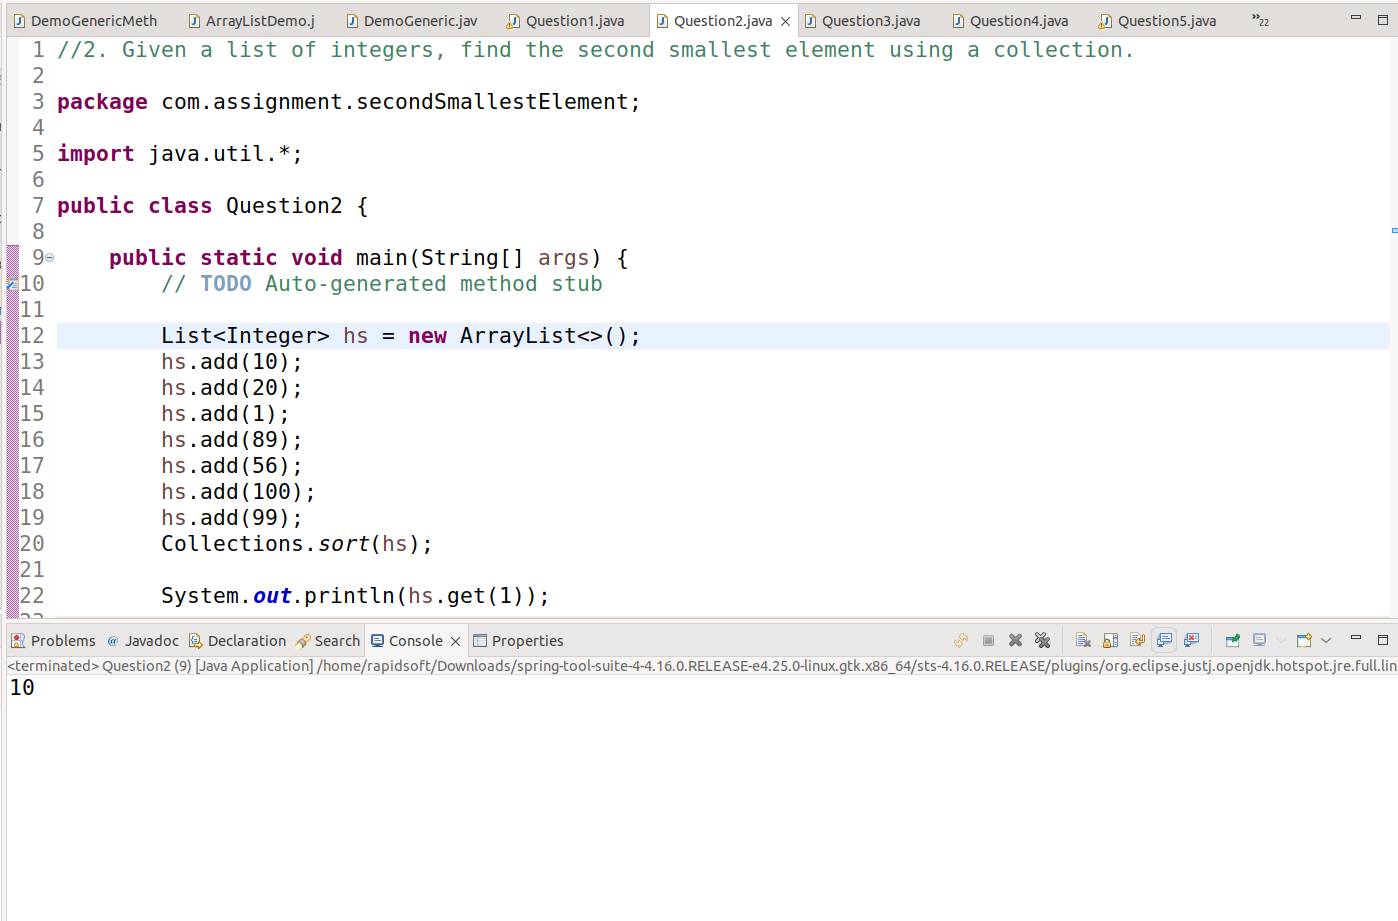 DemoGenericMeth ArrayListDemo.j DemoGeneric.jav Question1.java Question2.java Question3.java Question4.java Question5.java »22
1 //2. Given a list of integers, find the second smallest element using a collection.
2
3 package com.assignment.secondSmallestElement;
4
5 import java.util.*;
6
7 public class Question2 {
8
9 public static void main(String[] args) {
10 // TODO Auto-generated method stub
11
12 List<Integer> hs = new ArrayList<>();
13 hs.add(10);
14 hs.add(20);
15 hs.add(1);
16 hs.add(89);
17 hs.add(56);
18 hs.add(100);
19 hs.add(99);
20 Collections.sort(hs);
21
22 System.out.println(hs.get(1));
Problems @ Javadoc Declaration Search Console Properties
<terminated> Question2 (9) [Java Application] /home/rapidsoft/Downloads/spring-tool-suite-4-4.16.0.RELEASE-e4.25.0-linux.gtk.x86_64/sts-4.16.0.RELEASE/plugins/org.eclipse.justj.openjdk.hotspot.jre.full.lin
10